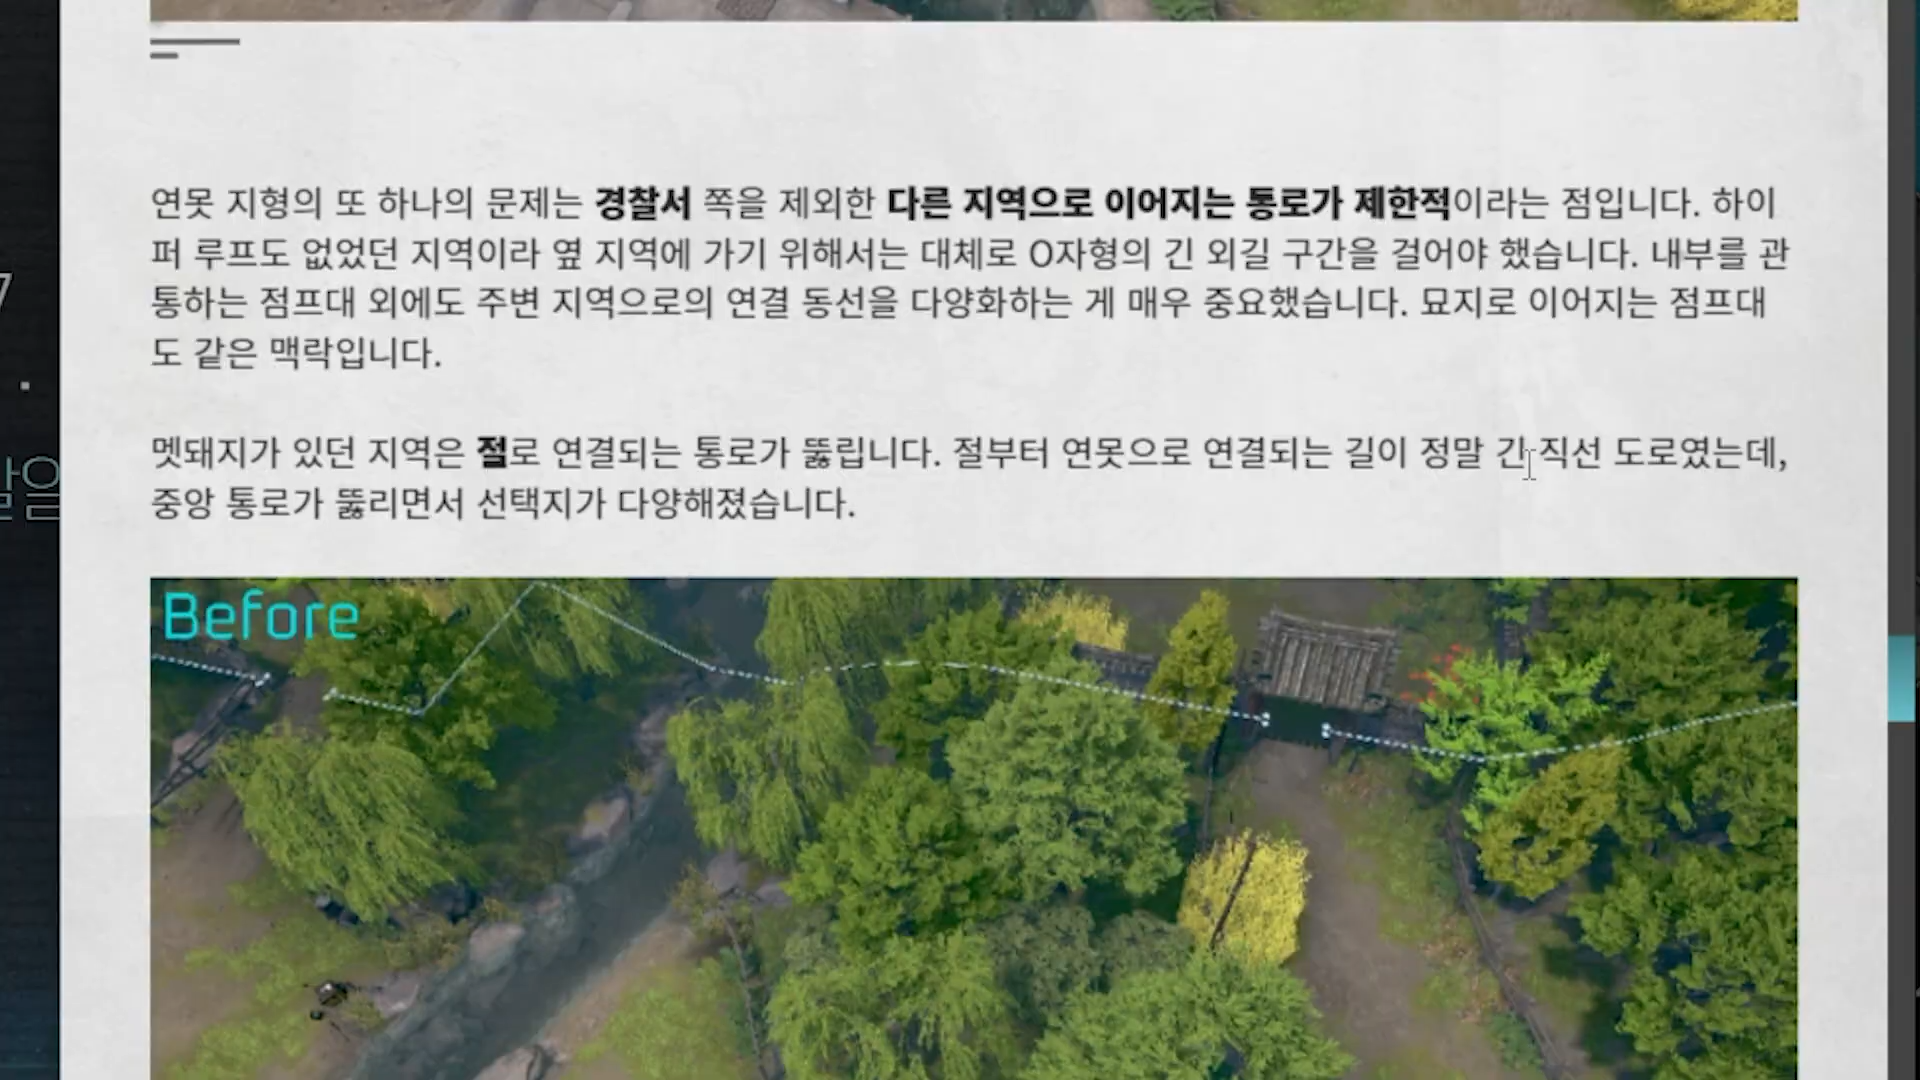 연못 지형의 또 하나의 문제는 경찰서 쪽을 제외한 다른 지역으로 이어지는 통로가 제한적이라는 점입니다. 하이
퍼 루프도 없었던 지역이라 옆 지역에 가기 위해서는 대체로 O자형의 긴 외길 구간을 걸어야 했습니다. 내부를 관
통하는 점프대 외에도 주변 지역으로의 연결 동선을 다양화하는 게 매우 중요했습니다. 묘지로 이어지는 점프대
도 같은 맥락입니다.
멧돼지가 있던 지역은 절로 연결되는 통로가 뚫립니다. 절부터 연못으로 연결되는 길이 정말 긴 직선 도로였는데,
중앙 통로가 뚫리면서 선택지가 다양해졌습니다.
Before